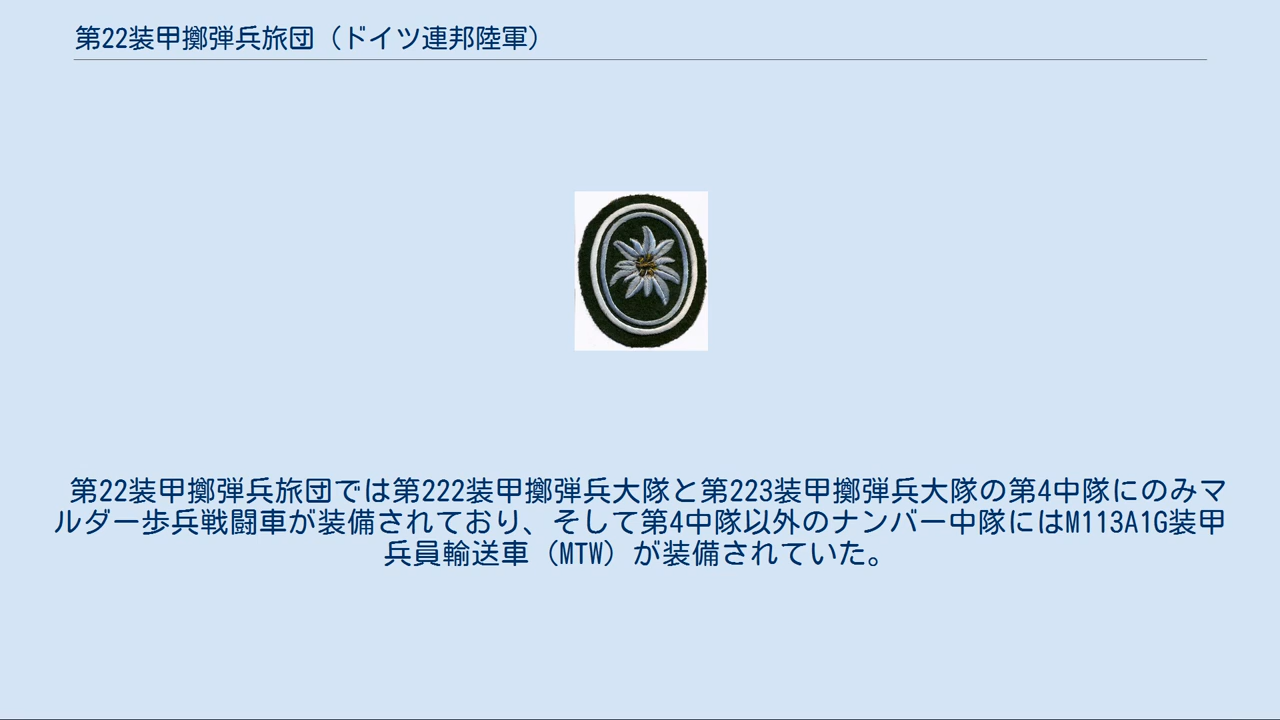 第22装甲擲弾兵旅団（ドイツ連邦陸軍）
第22装甲擲弾兵旅団では第222装甲擲弾兵大隊と第223装甲擲弾兵大隊の第4中隊にのみマ
ルダー歩兵戦闘車が装備されており、そして第4中隊以外のナンバー中隊にはM113A1G装甲
兵員輸送車（MTW）が装備されていた。